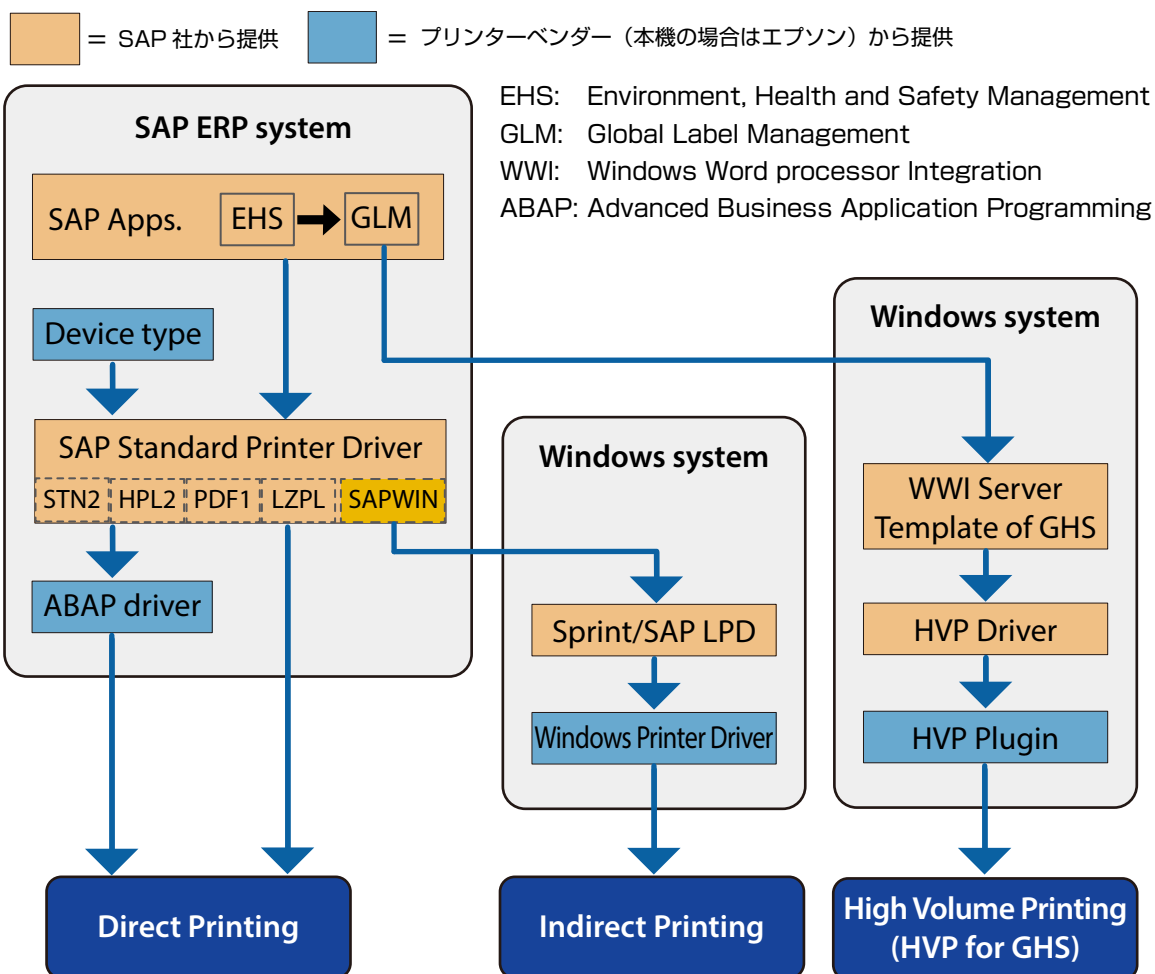 = SAP 社から提供
= プリンターベンダー（本機の場合はエプソン）から提供
EHS: Environment, Health and Safety Management
GLM: Global Label Management
WWI: Windows Word processor Integration
ABAP: Advanced Business Application Programming
SAP ERP system
SAP Apps.
EHS
GLM
Device type
SAP Standard Printer Driver
STN2
HPL2
PDF1
LZPL
SAPWIN
ABAP driver
Windows system
Sprint/SAP LPD
Windows Printer Driver
Windows system
WWI Server
Template of GHS
HVP Driver
HVP Plugin
Direct Printing
Indirect Printing
High Volume Printing
(HVP for GHS)